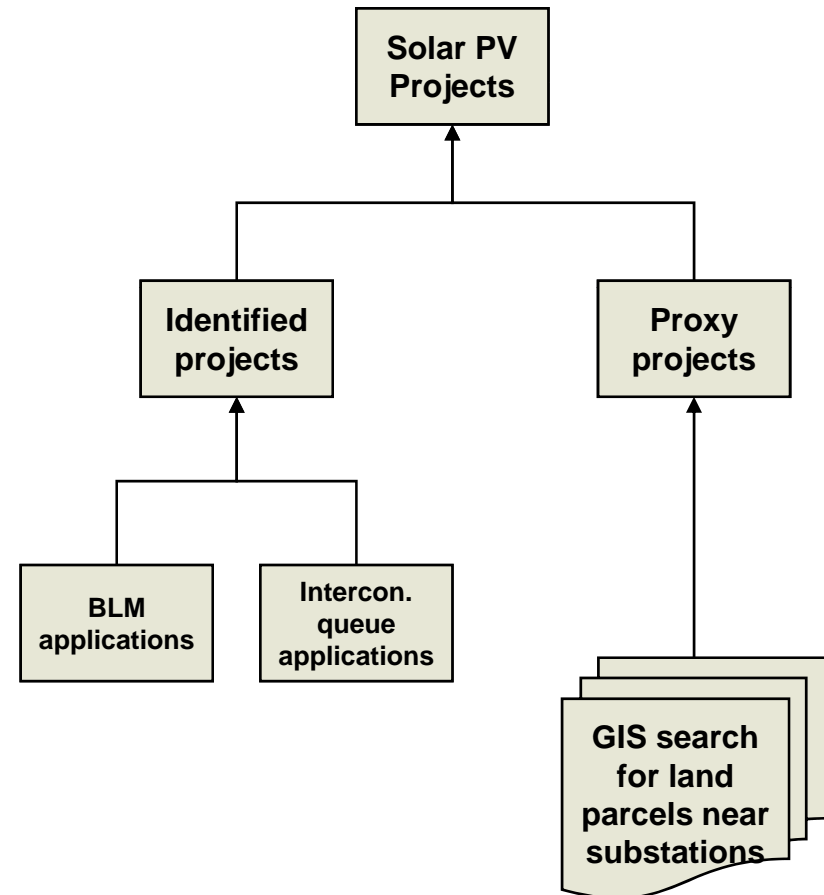 Solar PV
Projects
Identified
projects
Proxy
projects
BLM
applications
Intercon.
queue
applications
GIS search
for land
parcels near
substations